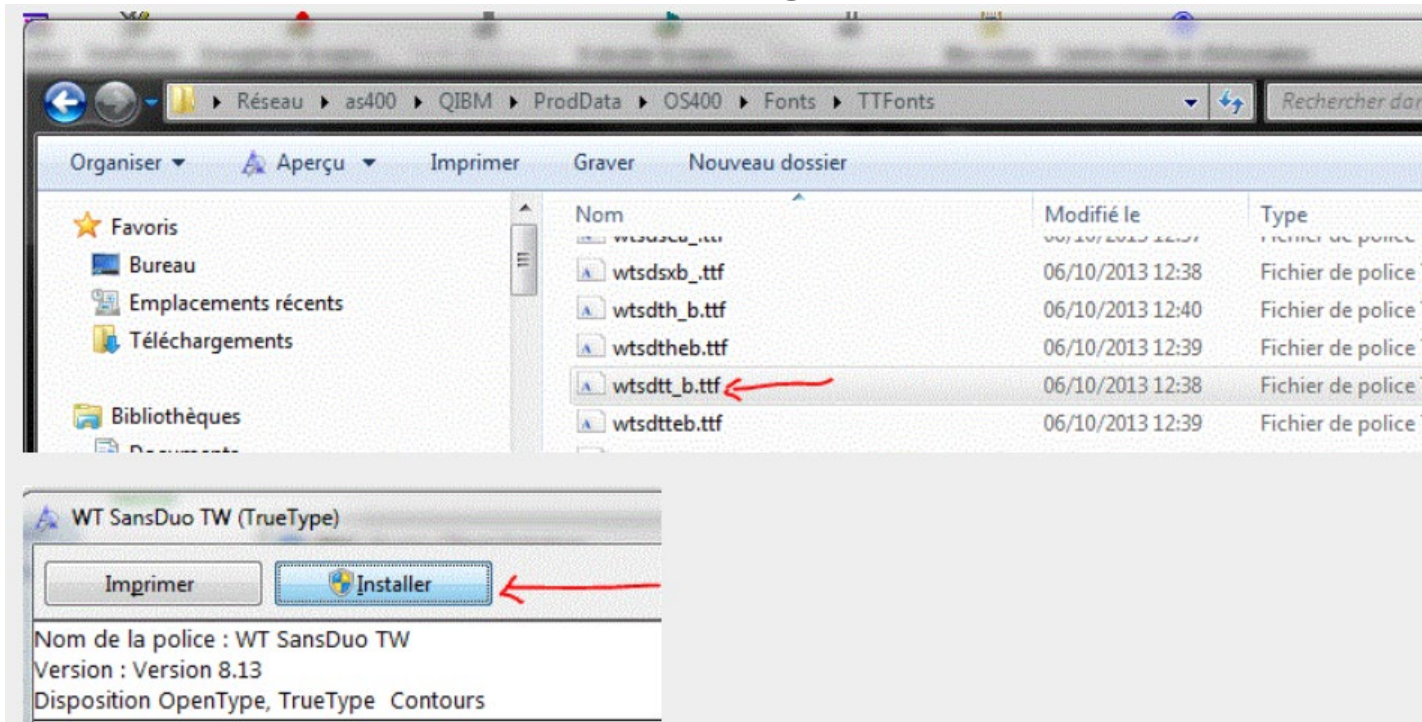 Réseau as400 QIBM ProdData OS400 Fonts TTFonts Rechercher dan
Organiser Aperçu Imprimer Graver Nouveau dossier
Favoris
Bureau
Emplacements récents
Téléchargements
Bibliothèques
Documents
Nom Modifié le Type
wtsdsxb_.ttf 06/10/2013 12:38 Fichier de police
wtsdth_b.ttf 06/10/2013 12:40 Fichier de police
wtsdtheb.ttf 06/10/2013 12:39 Fichier de police
wtsdtt_b.ttf 06/10/2013 12:38 Fichier de police
wtsdtteb.ttf 06/10/2013 12:39 Fichier de police
WT SansDuo TW (TrueType)
Imprimer Installer
Nom de la police : WT SansDuo TW
Version : Version 8.13
Disposition OpenType, TrueType Contours